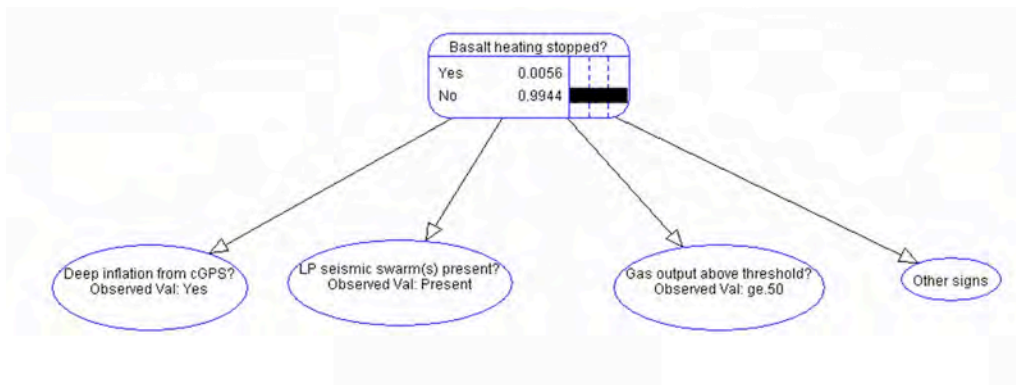 Basalt heating stopped?
Yes 0.0056
No 0.9944
Deep inflation from cGPS?
Observed Val: Yes
LP seismic swarm(s) present?
Observed Val: Present
Gas output above threshold?
Observed Val: ge.50
Other signs